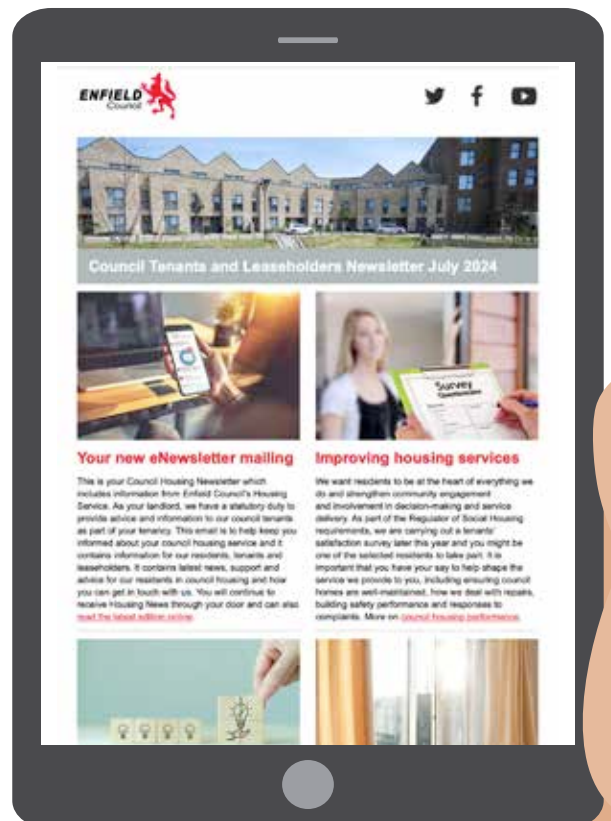 ENFIELD
Council
Council Tenants and Leaseholders Newsletter July 2024
Survey
Questionnaire
Your new eNewsletter mailing
This is your Council Housing Newsletter which
includes information from Enfield Council's Housing
Service. As your landlord, we have a statutory duty to
provide advice and information to our council tenants
as part of your tenancy. This email is to help keep you
informed about your council housing service and it
contains information for our residents, tenants and
leaseholders. It contains latest news, support and
advice for our residents in council housing and how
you can get in touch with us. You will continue to
receive Housing News through your door and can also
read the latest edition online.
Improving housing services
We want residents to be at the heart of everything we
do and strengthen community engagement
and involvement in decision-making and service
delivery. As part of the Regulator of Social Housing
requirements, we are carrying out a tenants'
satisfaction survey later this year and you might be
one of the selected residents to take part. It is
important that you have your say to help shape the
service we provide to you, including ensuring council
homes are well-maintained, how we deal with repairs,
building safety performance and responses to
complaints. More on council housing performance.